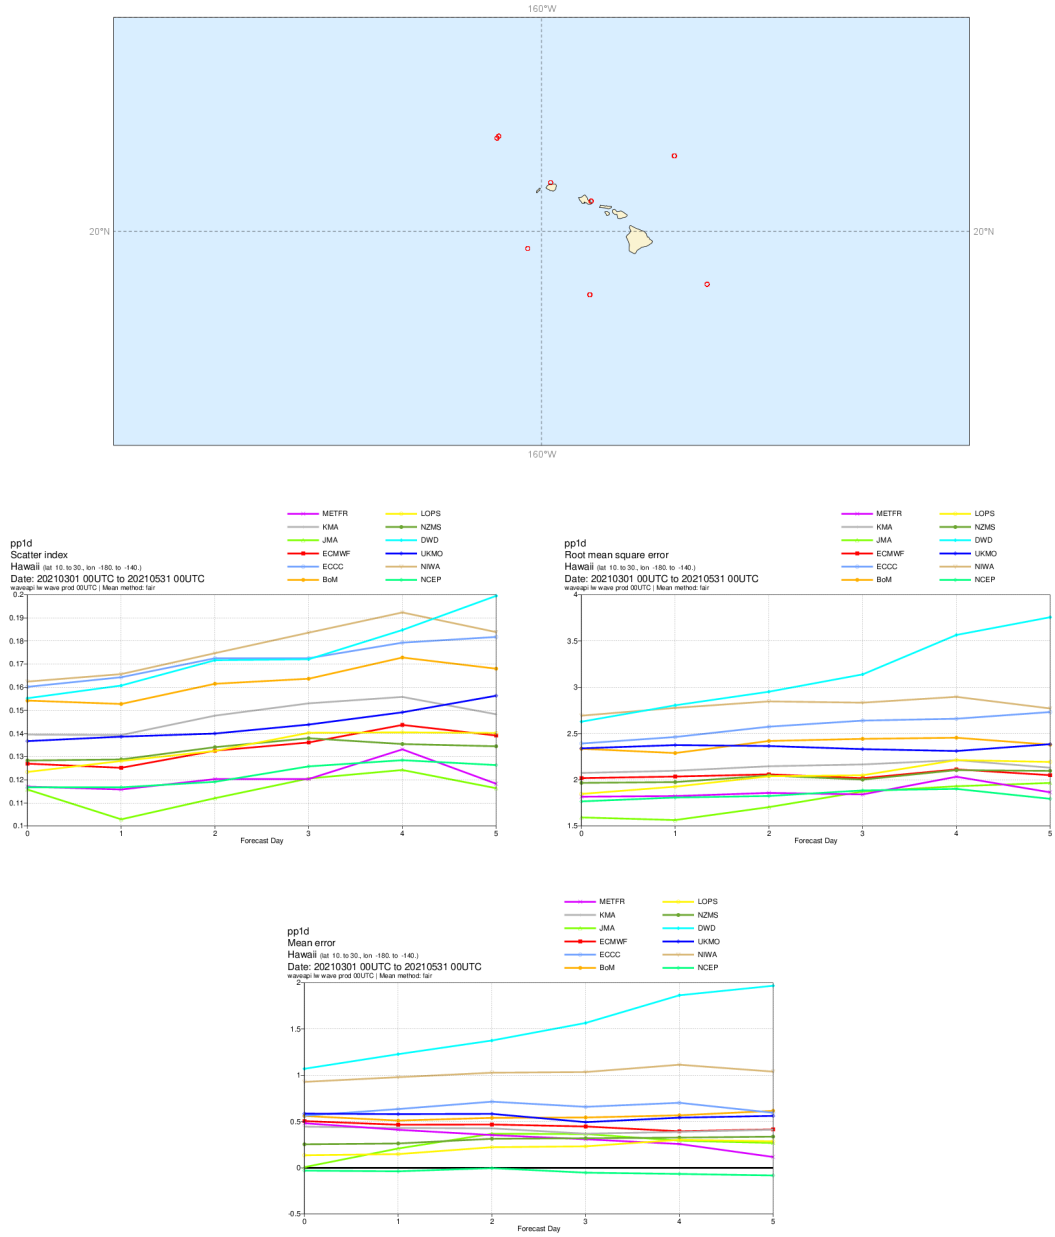 160°W
20°N
20°N
160°W
METFR
LOPS
KMA
NZMS
JMA
DWD
ECMWF
UKMO
ECCC
NIWA
BoM
NCEP
pp1d
Scatter index
Hawaii (lat 10. to 30., lon -180. to -140.)
Date: 20210301 00UTC to 20210531 00UTC
waveapi lw wave prod 00UTC | Mean method: fair
0.2
0.19
0.18
0.17
0.16
0.15
0.14
0.13
0.12
0.11
0.1
0 1 2 3 4 5
Forecast Day
METFR
LOPS
KMA
NZMS
JMA
DWD
ECMWF
UKMO
ECCC
NIWA
BoM
NCEP
pp1d
Root mean square error
Hawaii (lat 10. to 30., lon -180. to -140.)
Date: 20210301 00UTC to 20210531 00UTC
waveapi lw wave prod 00UTC | Mean method: fair
4
3.5
3
2.5
2
1.5
0 1 2 3 4 5
Forecast Day
METFR
LOPS
KMA
NZMS
JMA
DWD
ECMWF
UKMO
ECCC
NIWA
BoM
NCEP
pp1d
Mean error
Hawaii (lat 10. to 30., lon -180. to -140.)
Date: 20210301 00UTC to 20210531 00UTC
waveapi lw wave prod 00UTC | Mean method: fair
2
1.5
1
0.5
0
-0.5
0 1 2 3 4 5
Forecast Day